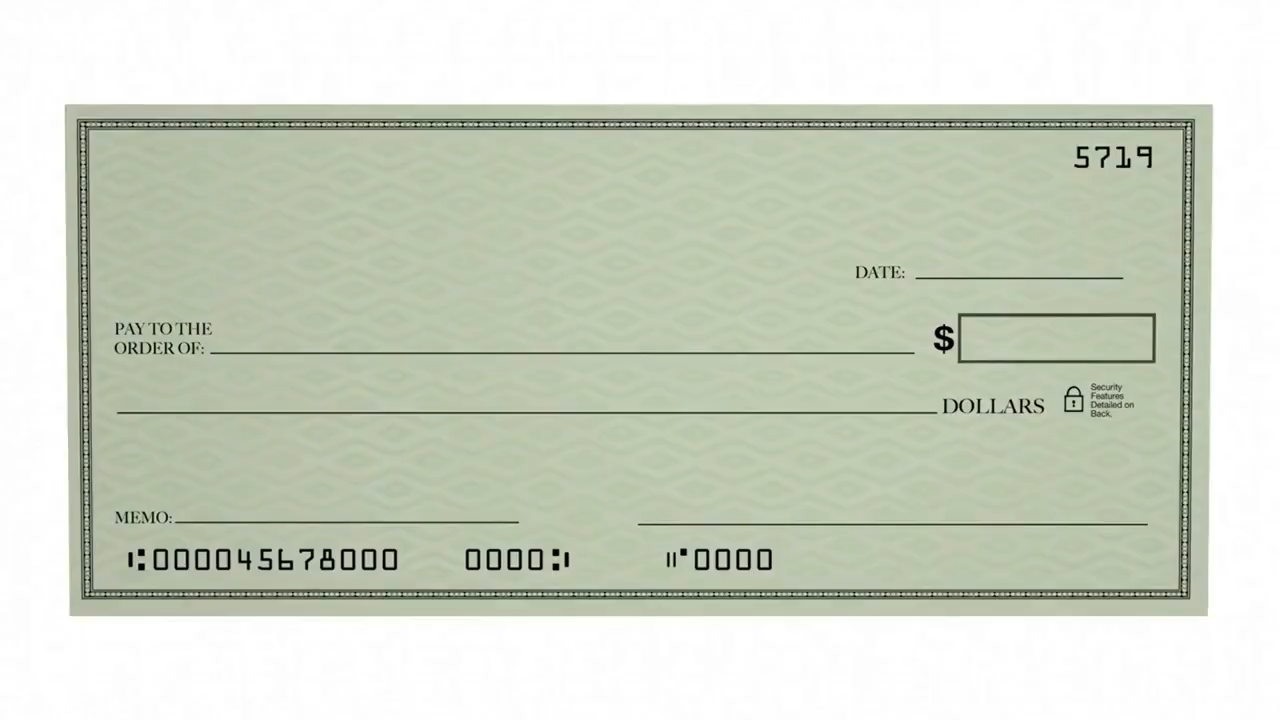 5719
DATE:
PAY TO THE
ORDER OF:
$
DOLLARS
Security
Features
Detailed on
Back.
MEMO:
⑆000045678000 0000⑆ ⑈0000